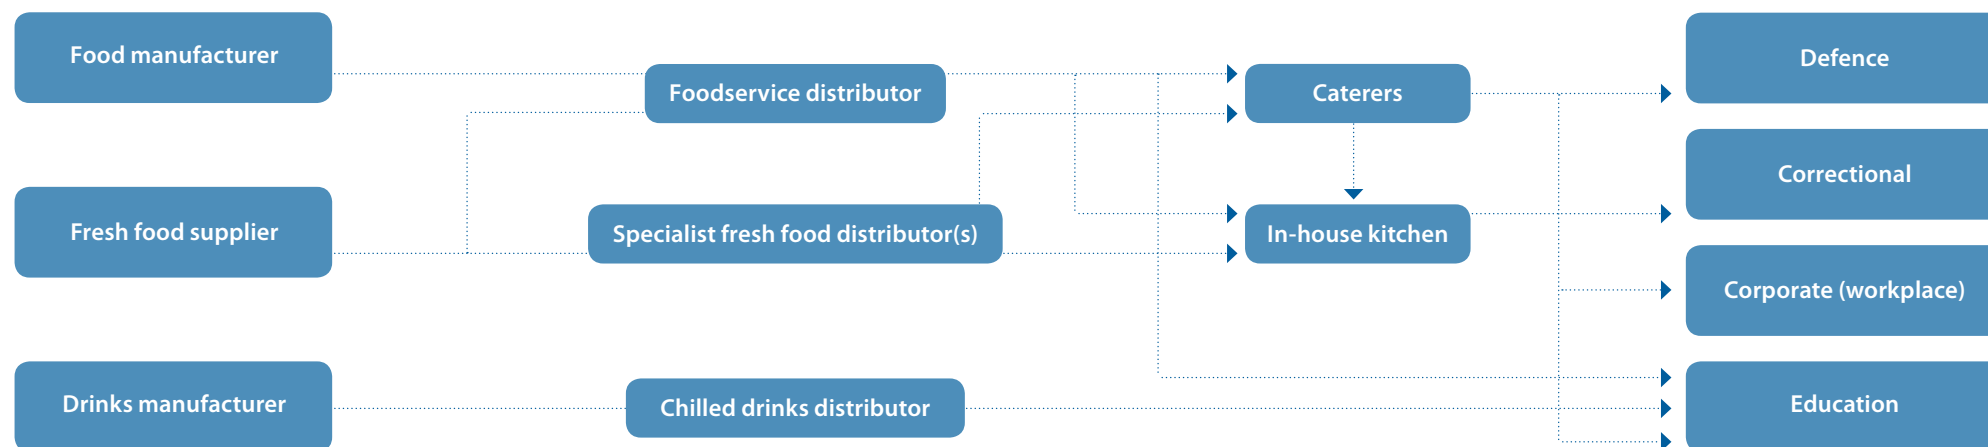 Food manufacturer
Fresh food supplier
Drinks manufacturer
Foodservice distributor
Specialist fresh food distributor(s)
Chilled drinks distributor
Caterers
In-house kitchen
Defence
Correctional
Corporate (workplace)
Education